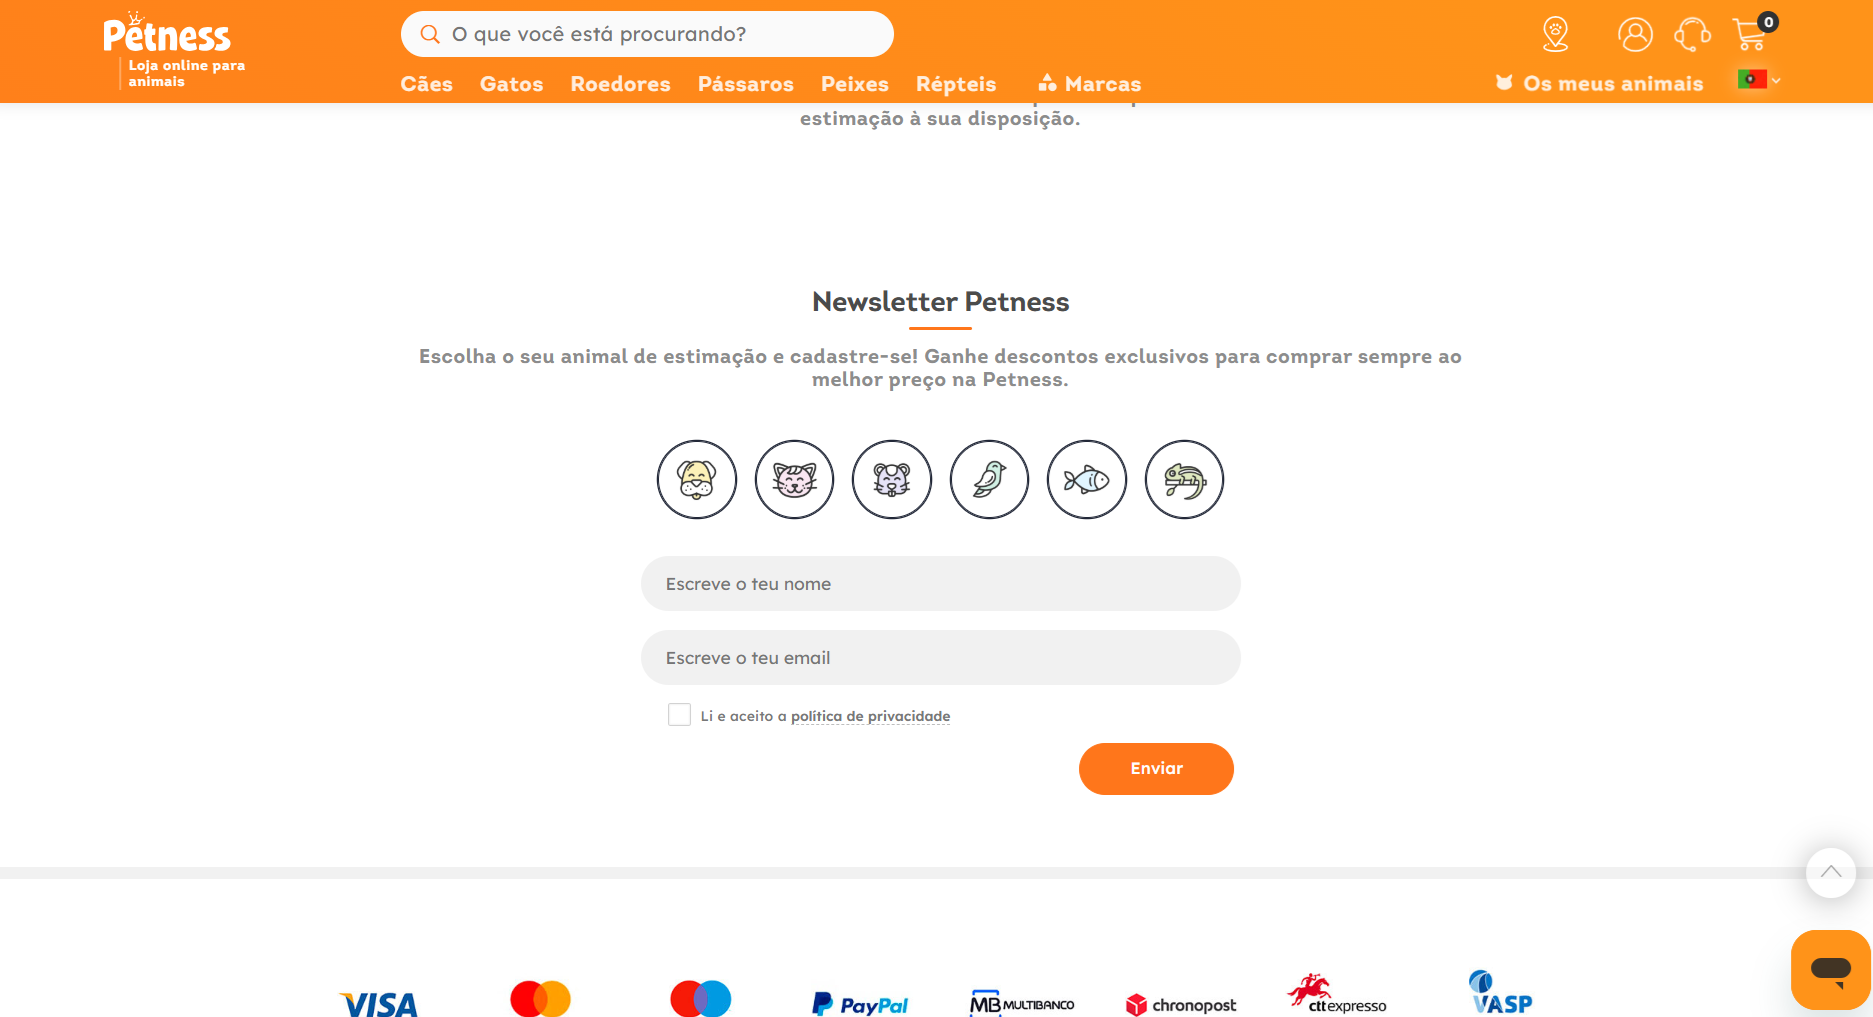 Petness
Loja online para
animais
O que você está procurando?
0
Cães Gatos Roedores Pássaros Peixes Répteis Marcas
Os meus animais
estimação à sua disposição.
Newsletter Petness
Escolha o seu animal de estimação e cadastre-se! Ganhe descontos exclusivos para comprar sempre ao
melhor preço na Petness.
Escreve o teu nome
Escreve o teu email
Li e aceito a política de privacidade
Enviar
VISA
PayPal
MB MULTIBANCO
chronopost
ctt expresso
VASP